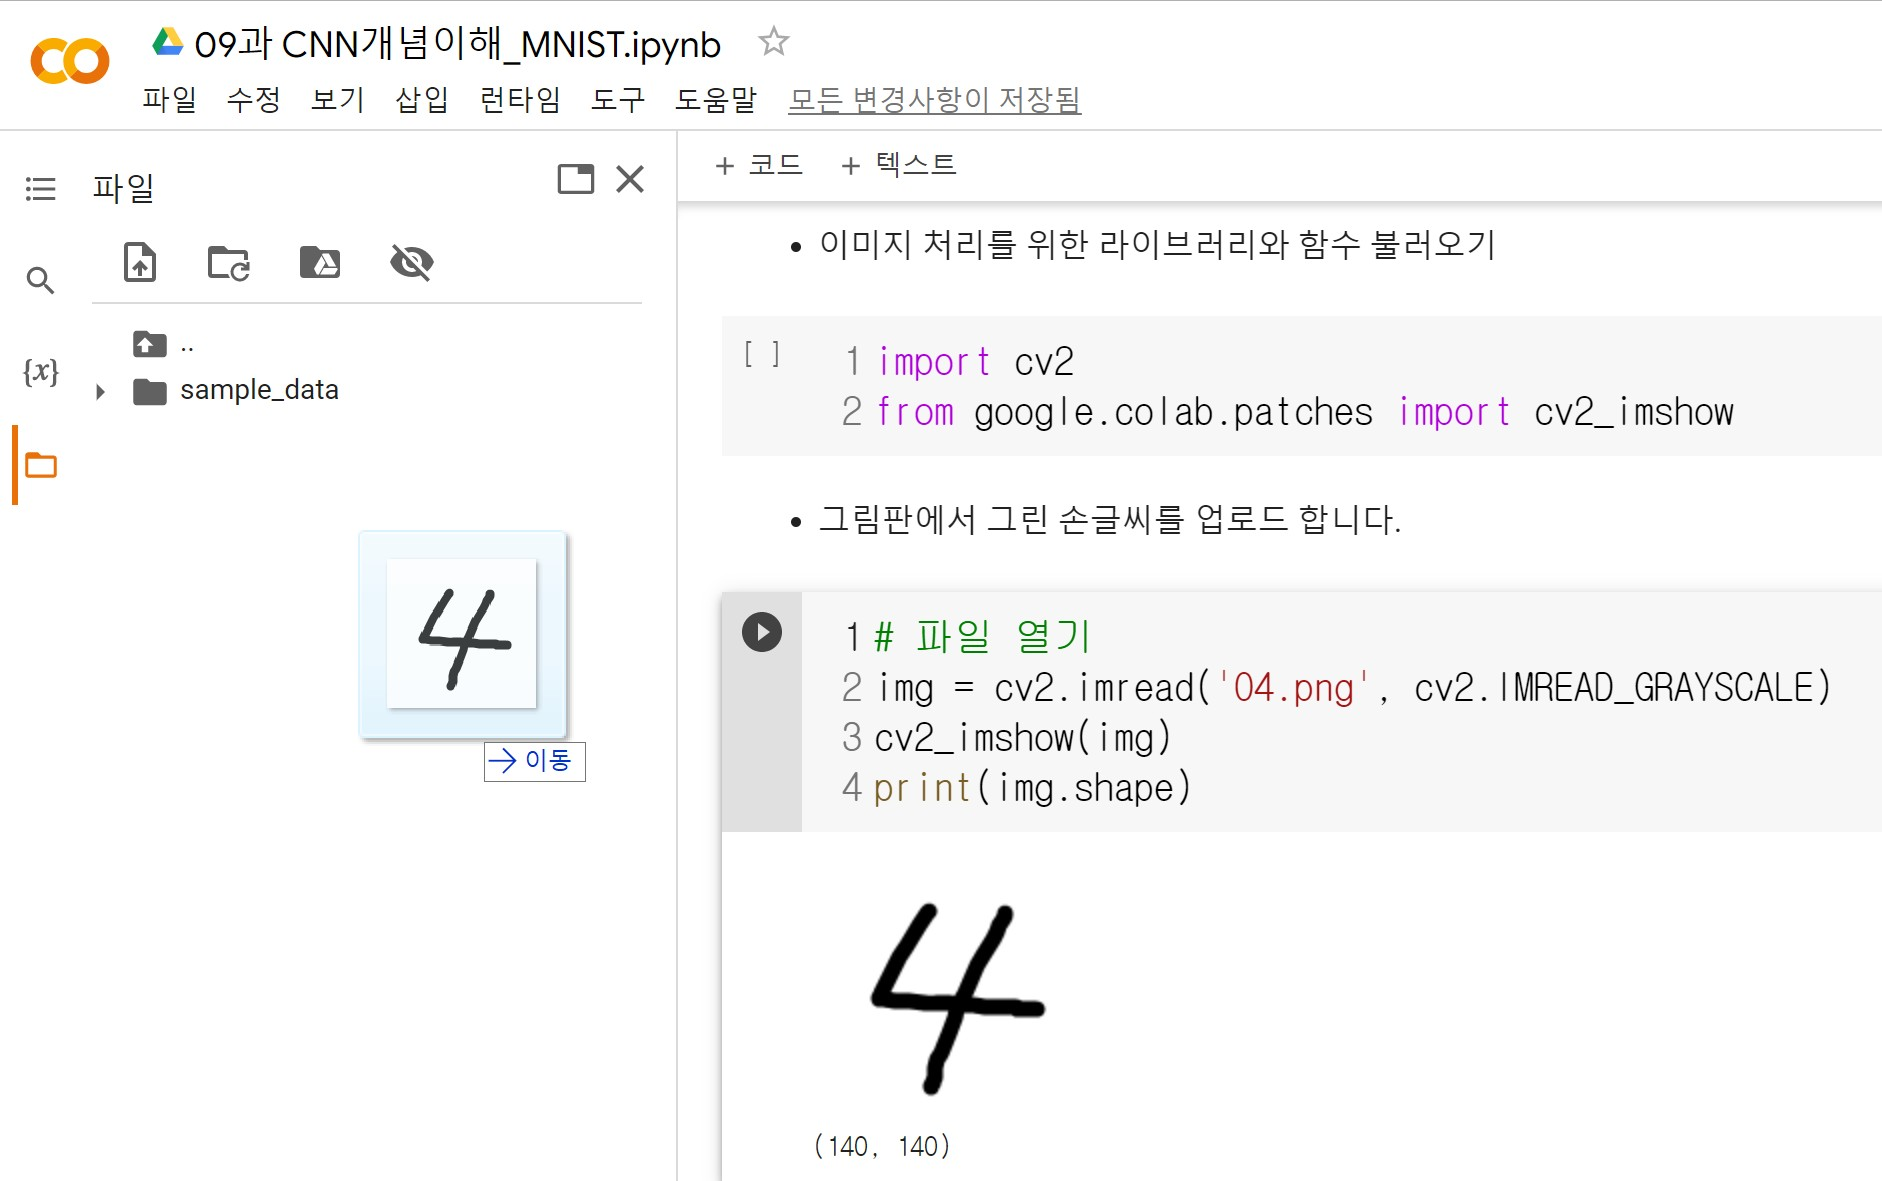 09과 CNN개념이해_MNIST.ipynb
파일 수정 보기 삽입 런타임 도구 도움말 모든 변경사항이 저장됨
파일
+ 코드 + 텍스트
{x}
..
sample_data
4
→ 이동
• 이미지 처리를 위한 라이브러리와 함수 불러오기
[ ] 1 import cv2
2 from google.colab.patches import cv2_imshow
• 그림판에서 그린 손글씨를 업로드 합니다.
1 # 파일 열기
2 img = cv2.imread('04.png', cv2.IMREAD_GRAYSCALE)
3 cv2_imshow(img)
4 print(img.shape)
4
(140, 140)